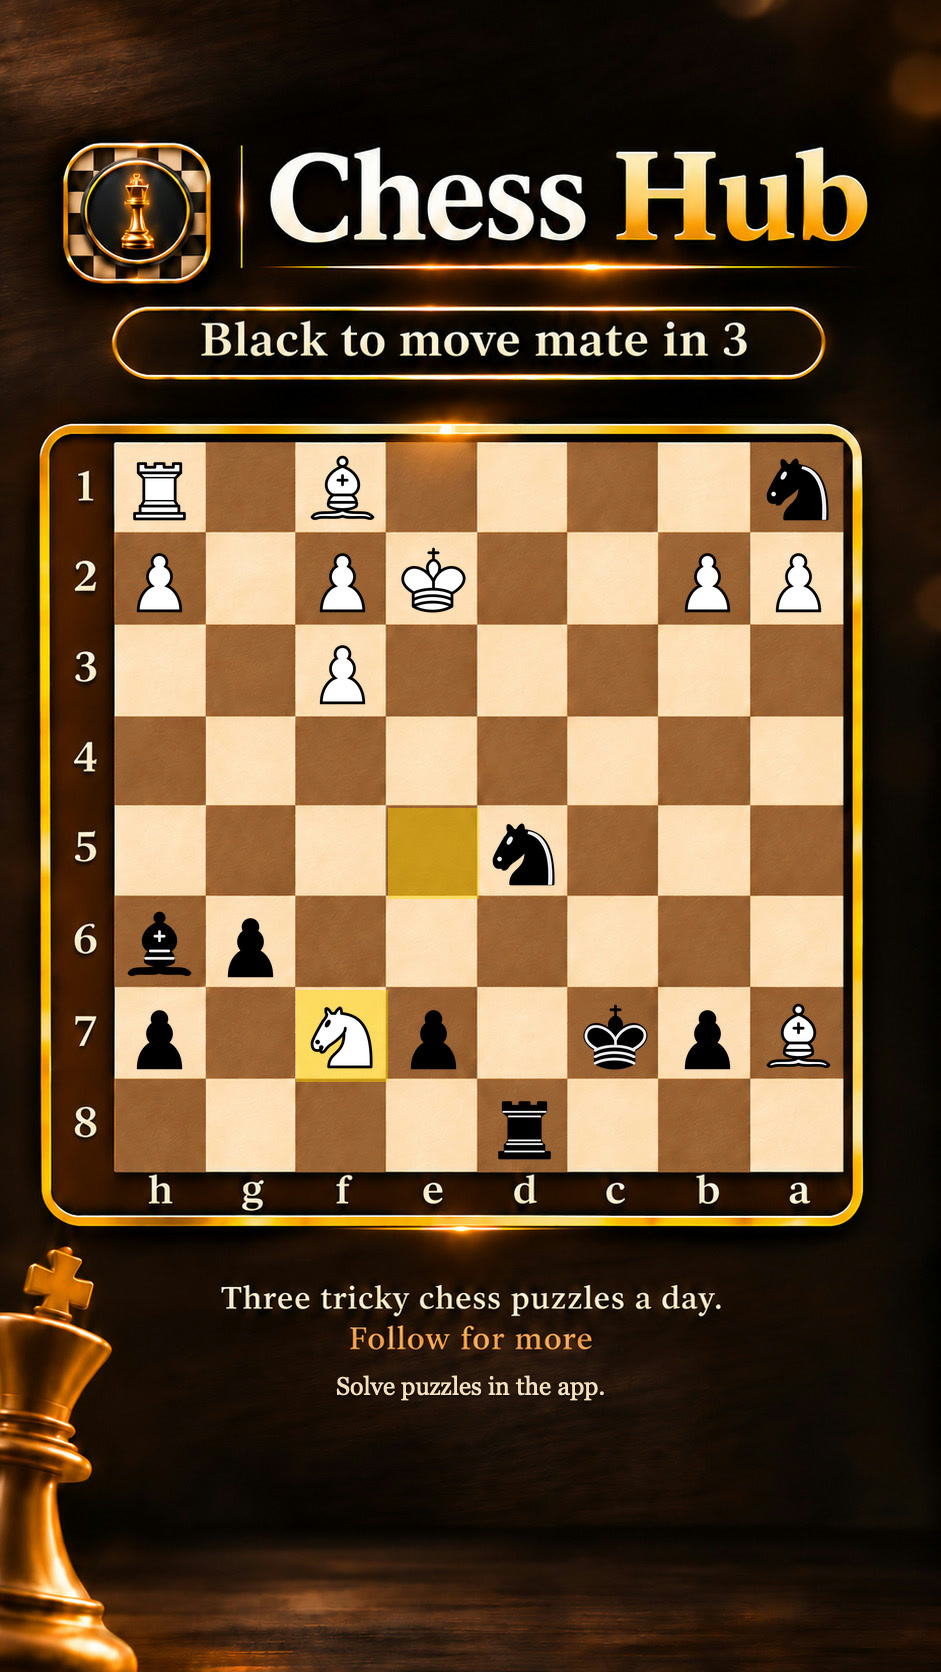 Chess Hub
Black to move mate in 3
1
2
3
4
5
6
7
8
h g f e d c b a
Three tricky chess puzzles a day.
Follow for more
Solve puzzles in the app.